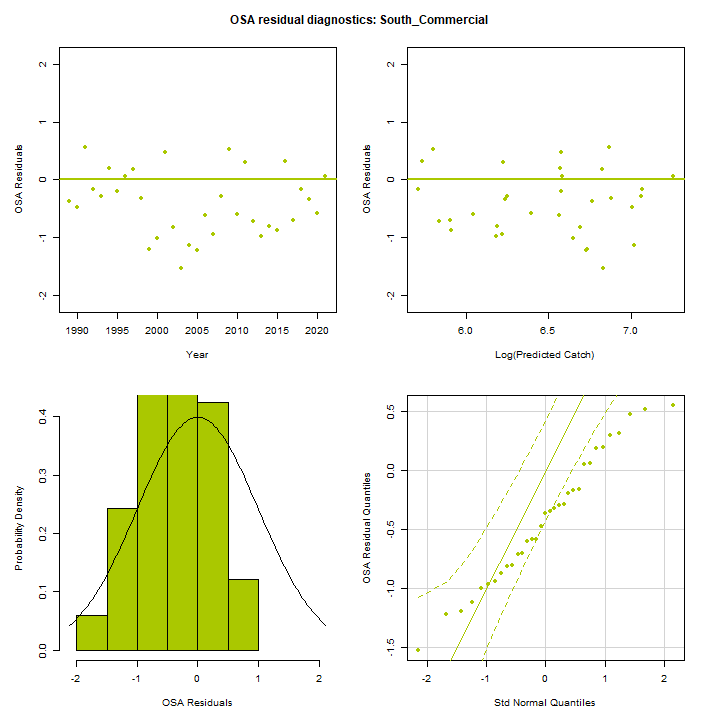 OSA residual diagnostics: South_Commercial
OSA Residuals
2
1
0
-1
-2
1990 1995 2000 2005 2010 2015 2020
Year
OSA Residuals
2
1
0
-1
-2
6.0 6.5 7.0
Log(Predicted Catch)
Probability Density
0.4
0.3
0.2
0.1
0.0
-2 -1 0 1 2
OSA Residuals
OSA Residual Quantiles
0.5
0.0
-0.5
-1.0
-1.5
-2 -1 0 1 2
Std Normal Quantiles